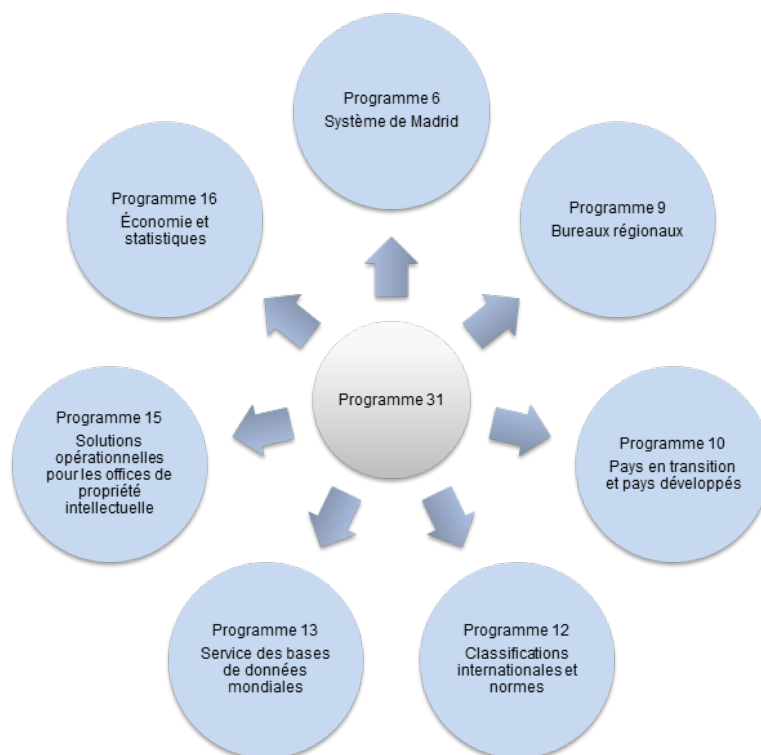 Programme 6
Système de Madrid
Programme 9
Bureaux régionaux
Programme 10
Pays en transition
et pays développés
Programme 12
Classifications
internationales et
normes
Programme 13
Service des bases
de données
mondiales
Programme 15
Solutions
opérationnelles
pour les offices de
propriété
intellectuelle
Programme 16
Économie et
statistiques
Programme 31